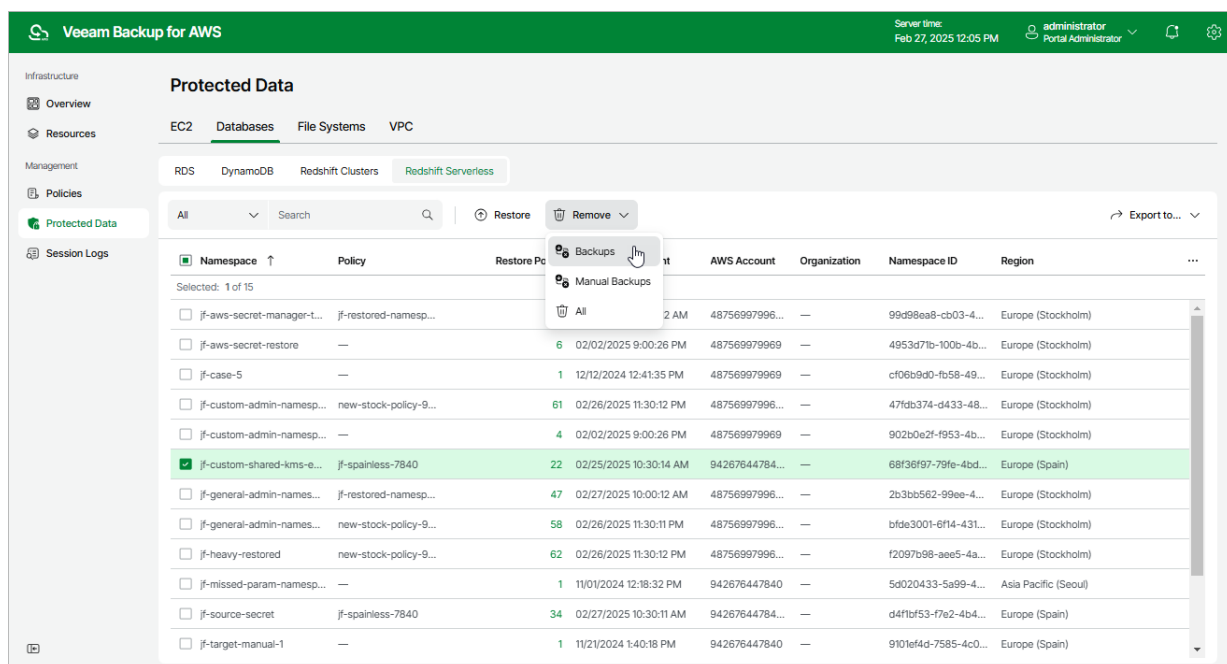 Veeam Backup for AWS
Server time:
Feb 27, 2025 12:05 PM
administrator
Portal Administrator
Infrastructure
Overview
Resources
Management
Policies
Protected Data
Session Logs
Protected Data
EC2 Databases File Systems VPC
RDS DynamoDB Redshift Clusters Redshift Serverless
All Search Restore Remove Export to...
Backups
Manual Backups
All
Namespace ↑ Policy Restore Po AWS Account Organization Namespace ID Region ...
Selected: 1 of 15
jf-aws-secret-manager-t... jf-restored-namesp... 2 AM 48756997996... — 99d98ea8-cb03-4... Europe (Stockholm)
jf-aws-secret-restore — 6 02/02/2025 9:00:26 PM 487569979969 — 4953d71b-100b-4b... Europe (Stockholm)
jf-case-5 — 1 12/12/2024 12:41:35 PM 487569979969 — cf06b9d0-fb58-49... Europe (Stockholm)
jf-custom-admin-namesp... new-stock-policy-9... 61 02/26/2025 11:30:12 PM 48756997996... — 47fdb374-d433-48... Europe (Stockholm)
jf-custom-admin-namesp... — 4 02/02/2025 9:00:26 PM 487569979969 — 902b0e2f-f953-4b... Europe (Stockholm)
jf-custom-shared-kms-e... jf-spainless-7840 22 02/25/2025 10:30:14 AM 94267644784... — 68f36f97-79fe-4bd... Europe (Spain)
jf-general-admin-names... jf-restored-namesp... 47 02/27/2025 10:00:12 AM 48756997996... — 2b3bb562-99ee-4... Europe (Stockholm)
jf-general-admin-names... new-stock-policy-9... 58 02/26/2025 11:30:11 PM 48756997996... — bfde3001-6f14-431... Europe (Stockholm)
jf-heavy-restored new-stock-policy-9... 62 02/26/2025 11:30:12 PM 48756997996... — f2097b98-aee5-4a... Europe (Stockholm)
jf-missed-param-namesp... — 1 11/01/2024 12:18:32 PM 942676447840 — 5d020433-5a99-4... Asia Pacific (Seoul)
jf-source-secret jf-spainless-7840 34 02/27/2025 10:30:11 AM 94267644784... — d4f1bf53-f7e2-4b4... Europe (Spain)
jf-target-manual-1 — 1 11/21/2024 1:40:18 PM 942676447840 — 9101ef4d-7585-4c0... Europe (Spain)